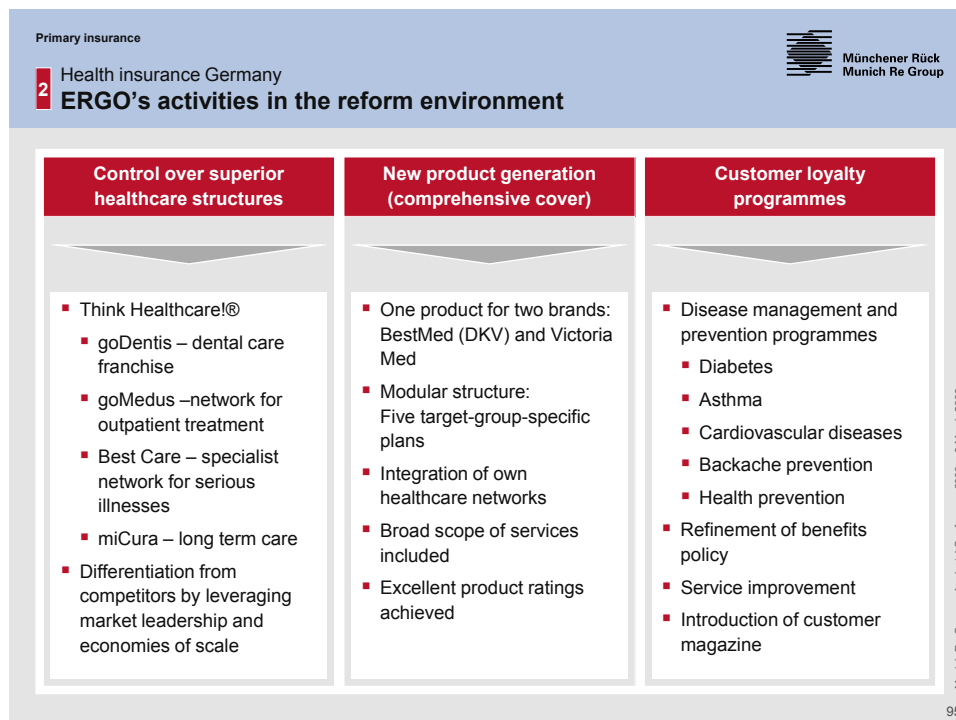 Primary insurance
Münchener Rück
Munich Re Group
2
Health insurance Germany
ERGO’s activities in the reform environment
Control over superior
healthcare structures
Think Healthcare!®
goDentis – dental care
franchise
goMedus –network for
outpatient treatment
Best Care – specialist
network for serious
illnesses
miCura – long term care
Differentiation from
competitors by leveraging
market leadership and
economies of scale
New product generation
(comprehensive cover)
One product for two brands:
BestMed (DKV) and Victoria
Med
Modular structure:
Five target-group-specific
plans
Integration of own
healthcare networks
Broad scope of services
included
Excellent product ratings
achieved
Customer loyalty
programmes
Disease management and
prevention programmes
Diabetes
Asthma
Cardiovascular diseases
Backache prevention
Health prevention
Refinement of benefits
policy
Service improvement
Introduction of customer
magazine
95